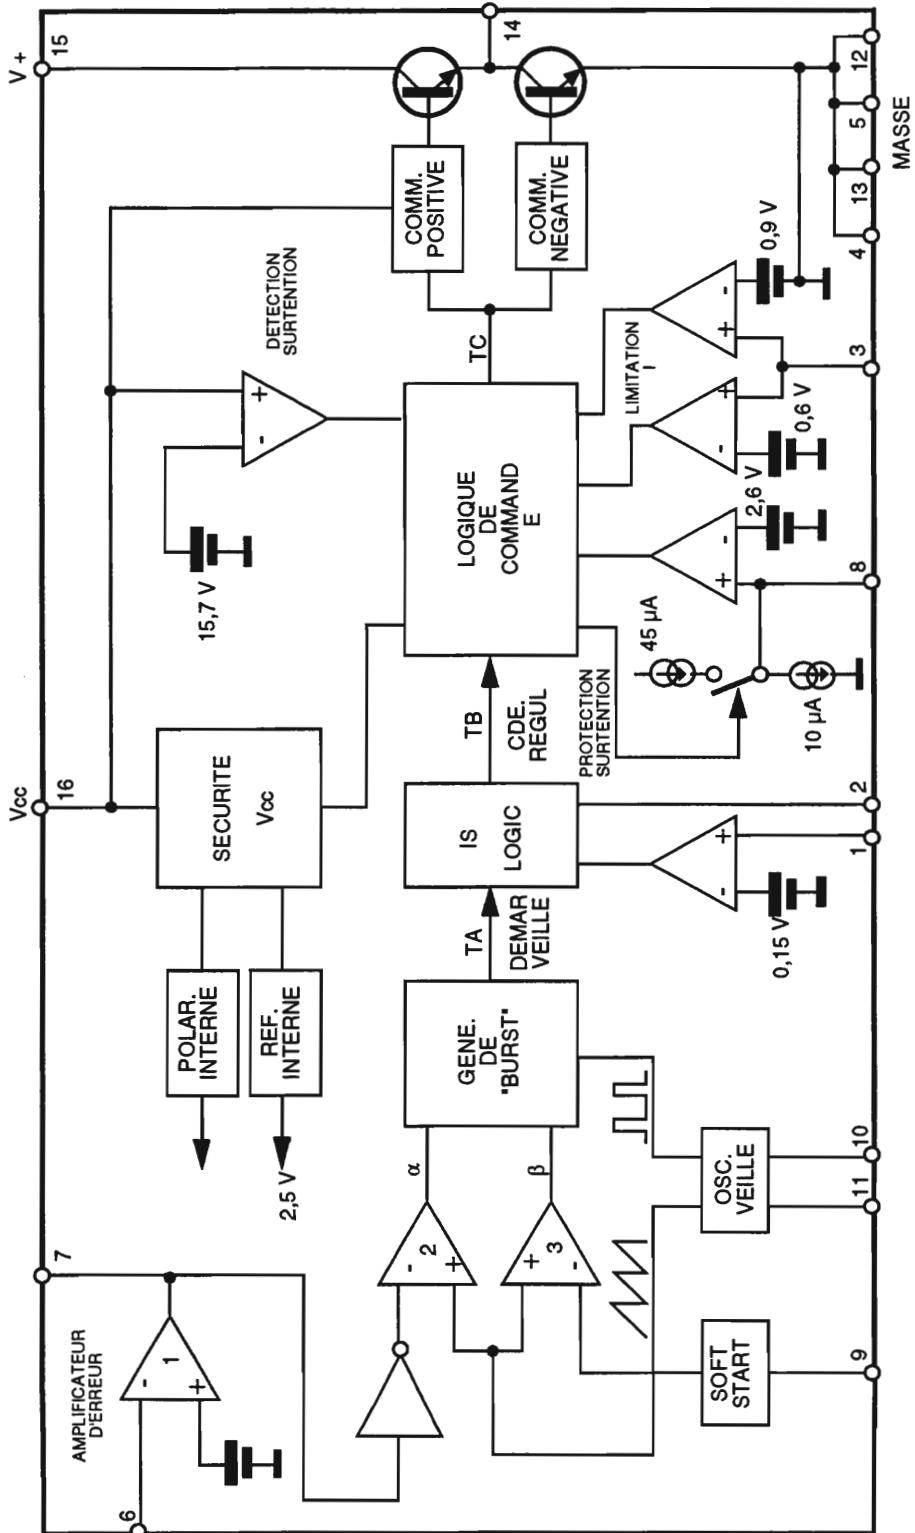 6
AMPLIFICATEUR
D'ERREUR
-
+
1
7
POLAR.
INTERNE
REF.
INTERNE
2,5 V
Vcc
16
SECURITE
Vcc
15,7 V
-
+
DETECTION
SURTENTION
V +
15
14
α
β
-
+
2
+
-
3
GENE.
DE
"BURST"
TA
DEMAR
VEILLE
IS
LOGIC
TB
CDE.
REGUL
LOGIQUE
DE
COMMAND
E
TC
COMM.
POSITIVE
COMM.
NEGATIVE
PROTECTION
SURTENTION
LIMITATION
I
SOFT
START
OSC.
VEILLE
-
+
0,15 V
45 µA
10 µA
+
-
2,6 V
-
+
0,6 V
+
-
0,9 V
9
11
10
1
2
8
3
4
13
5
12
MASSE